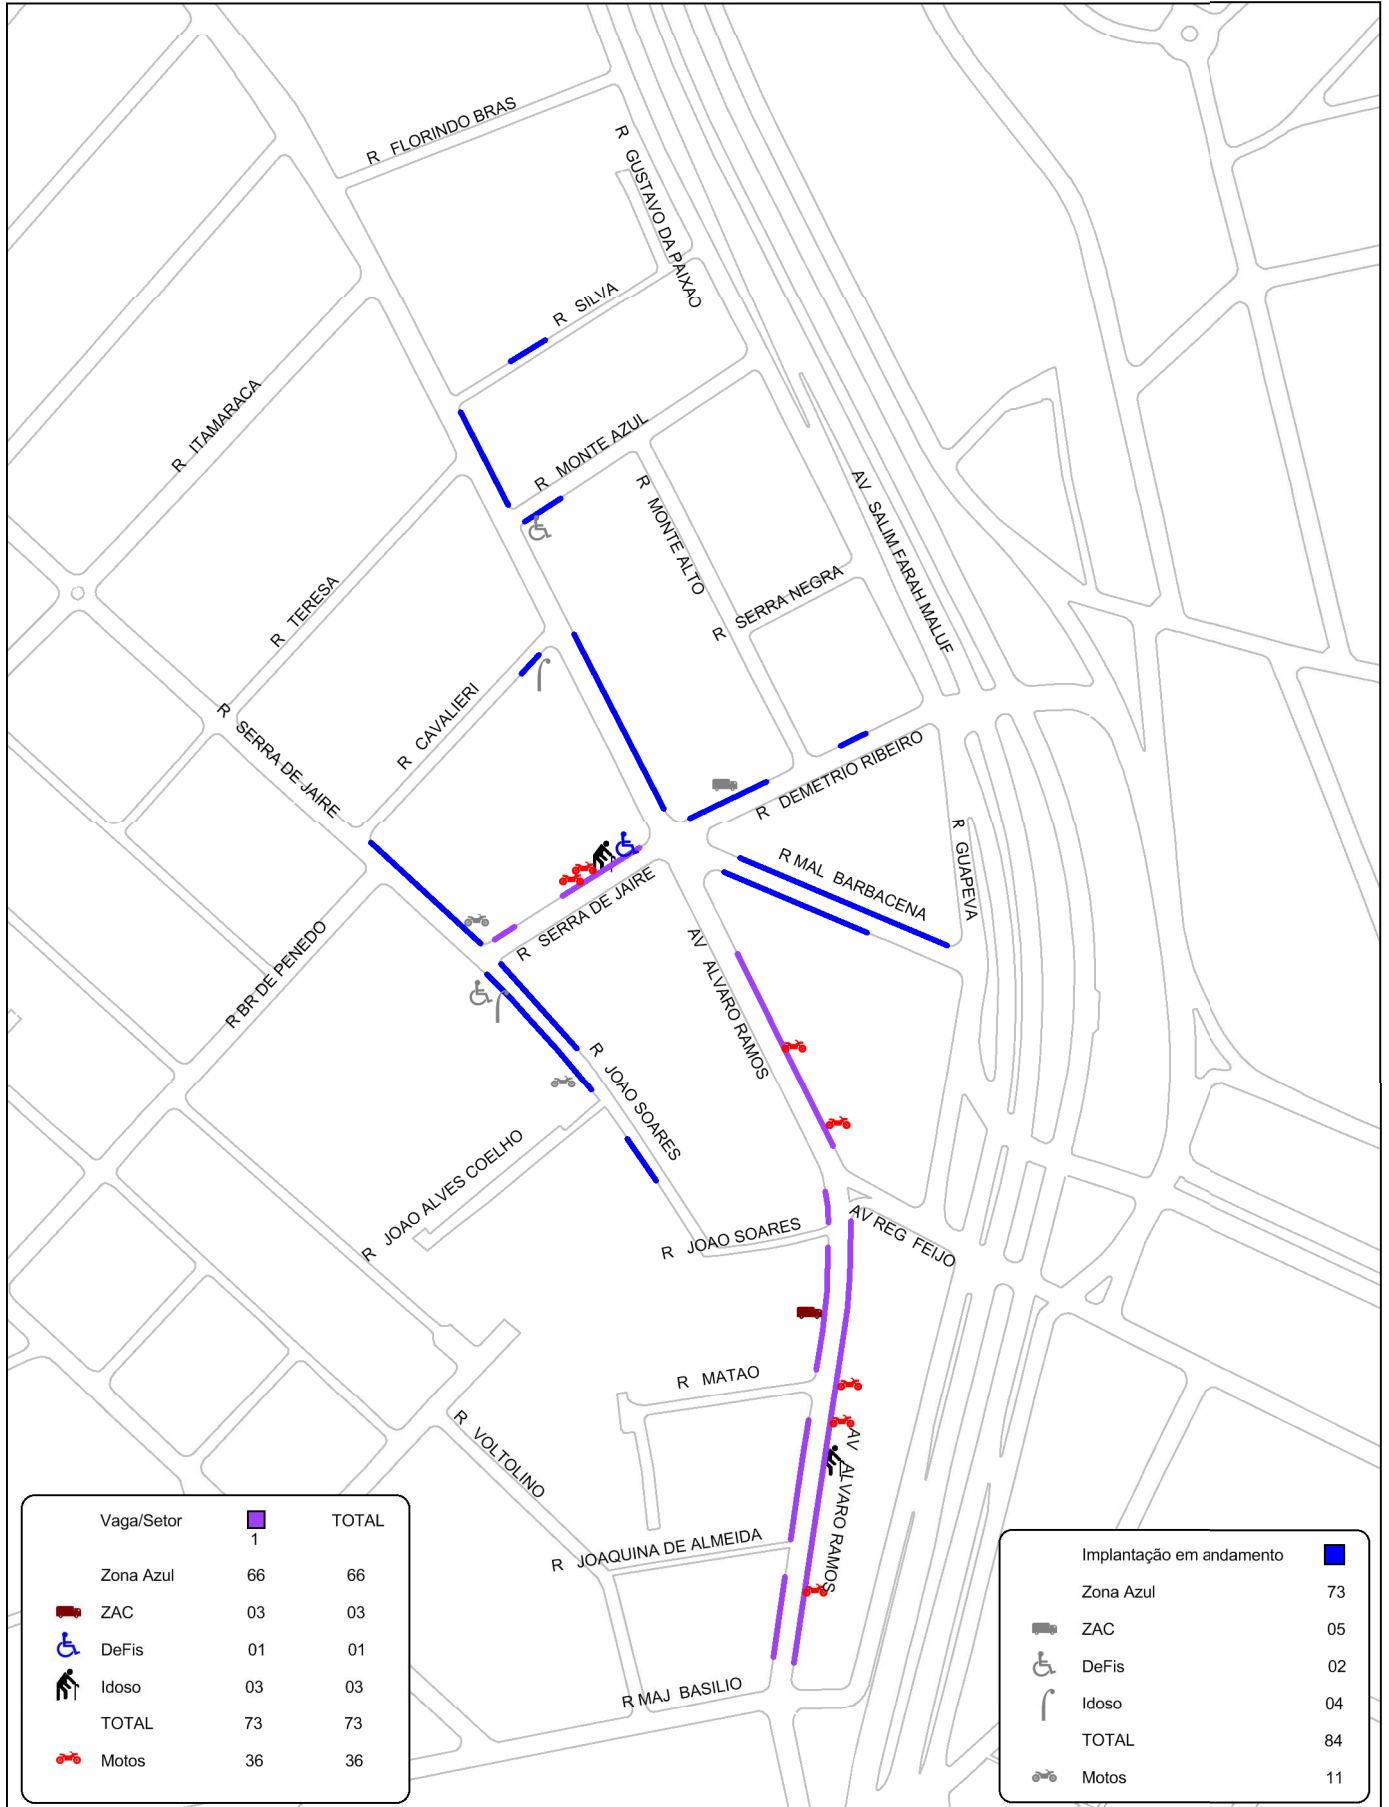 R FLORINDO BRAS
R GUSTAVO DA PAIXAO
R SILVA
R ITAMARACA
R MONTE AZUL
R MONTE ALTO
AV SALIM FARAH MALUF
R TERESA
R SERRA NEGRA
R CAVALIERI
R SERRA DE JAIRE
R DEMETRIO RIBEIRO
R GUAPEVA
R MAL BARBACENA
R SERRA DE JAIRE
R BR DE PENEDO
AV ALVARO RAMOS
R JOAO SOARES
R JOAO ALVES COELHO
R JOAO SOARES
AV REG FEIJO
R MATAO
R VOLTOLINO
AV ALVARO RAMOS
R JOAQUINA DE ALMEIDA
R MAJ BASILIO
Vaga/Setor TOTAL
1
Zona Azul 66 66
ZAC 03 03
DeFis 01 01
Idoso 03 03
TOTAL 73 73
Motos 36 36
Implantação em andamento
Zona Azul 73
ZAC 05
DeFis 02
Idoso 04
TOTAL 84
Motos 11